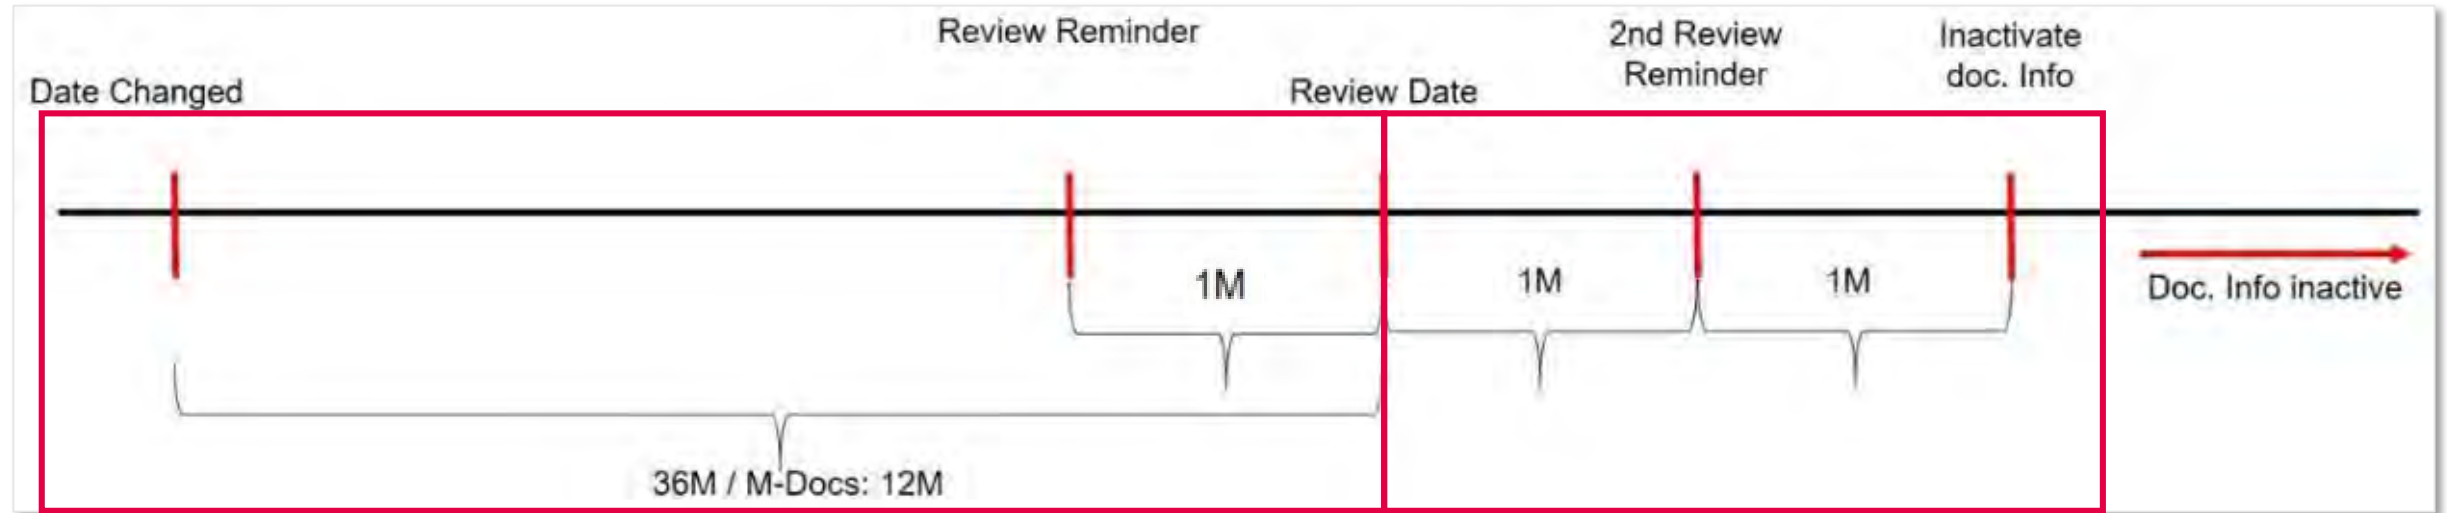 Review Reminder
2nd Review
Reminder
Inactivate
doc. Info
Date Changed
Review Date
1M
1M
1M
Doc. Info inactive
36M / M-Docs: 12M